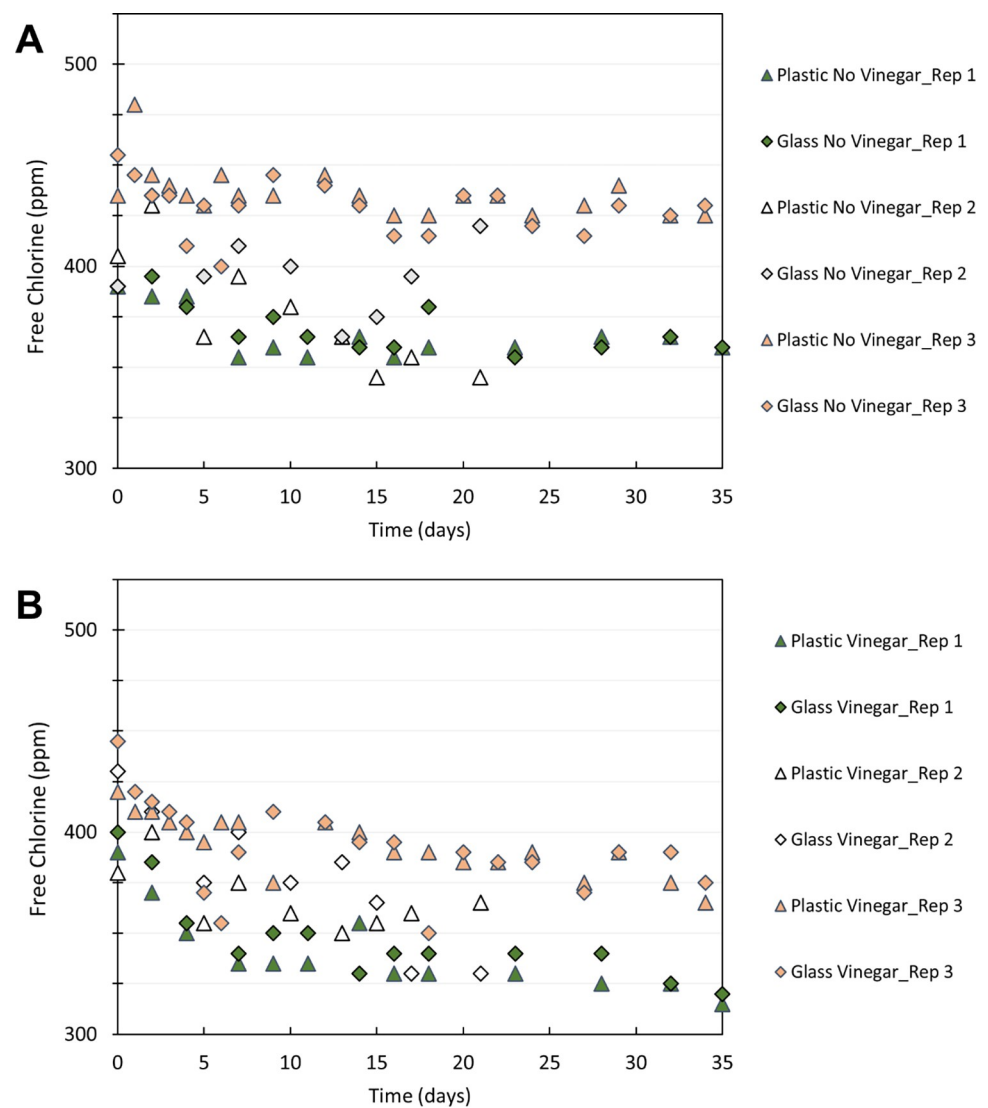 A
500
400
300
Free Chlorine (ppm)
0 5 10 15 20 25 30 35
Time (days)
Plastic No Vinegar_Rep 1
Glass No Vinegar_Rep 1
Plastic No Vinegar_Rep 2
Glass No Vinegar_Rep 2
Plastic No Vinegar_Rep 3
Glass No Vinegar_Rep 3
B
500
400
300
Free Chlorine (ppm)
0 5 10 15 20 25 30 35
Time (days)
Plastic Vinegar_Rep 1
Glass Vinegar_Rep 1
Plastic Vinegar_Rep 2
Glass Vinegar_Rep 2
Plastic Vinegar_Rep 3
Glass Vinegar_Rep 3